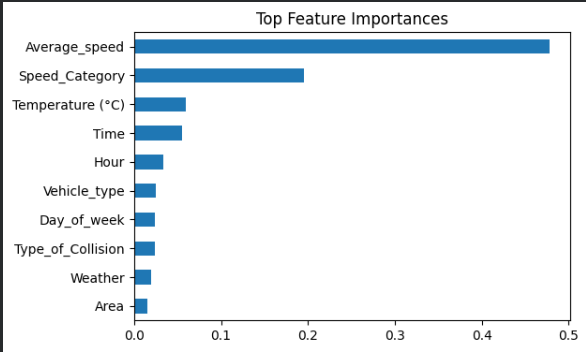 Top Feature Importances
Average_speed
Speed_Category
Temperature (°C)
Time
Hour
Vehicle_type
Day_of_week
Type_of_Collision
Weather
Area
0.0 0.1 0.2 0.3 0.4 0.5